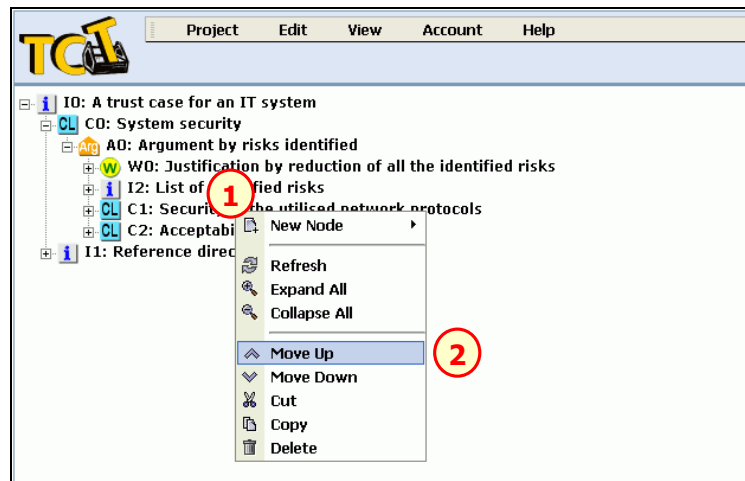 TCT
Project Edit View Account Help
i I0: A trust case for an IT system
CL C0: System security
Arg A0: Argument by risks identified
W W0: Justification by reduction of all the identified risks
i I2: List of fied risks
CL C1: Securit the utilised network protocols
CL C2: Acceptabi
i I1: Reference direc
1
New Node
Refresh
Expand All
Collapse All
Move Up
2
Move Down
Cut
Copy
Delete